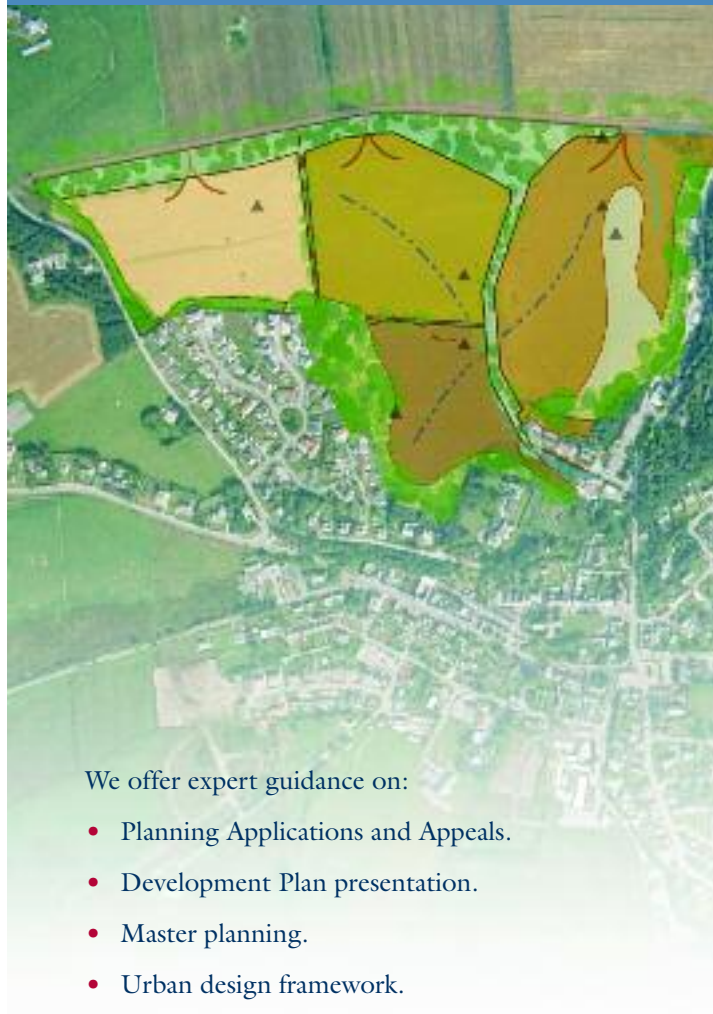 We offer expert guidance on:
• Planning Applications and Appeals.
• Development Plan presentation.
• Master planning.
• Urban design framework.